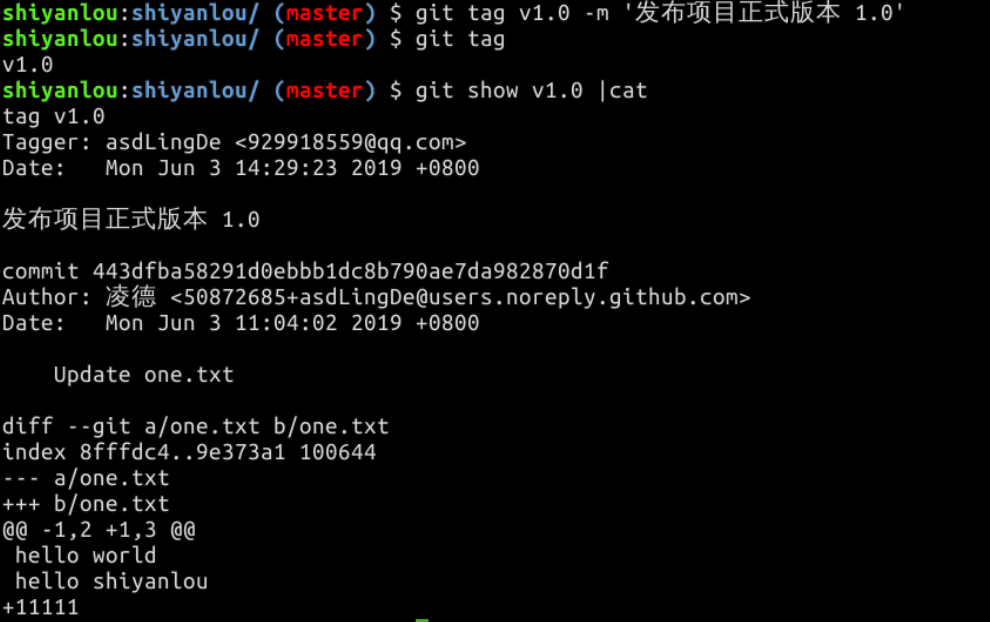 shiyanlou:shiyanlou/ (master) $ git tag v1.0 -m '发布项目正式版本 1.0'
shiyanlou:shiyanlou/ (master) $ git tag
v1.0
shiyanlou:shiyanlou/ (master) $ git show v1.0 |cat
tag v1.0
Tagger: asdLingDe <929918559@qq.com>
Date:   Mon Jun 3 14:29:23 2019 +0800

发布项目正式版本 1.0

commit 443dfba58291d0ebbb1dc8b790ae7da982870d1f
Author: 凌德 <50872685+asdLingDe@users.noreply.github.com>
Date:   Mon Jun 3 11:04:02 2019 +0800

    Update one.txt

diff --git a/one.txt b/one.txt
index 8fffdc4..9e373a1 100644
--- a/one.txt
+++ b/one.txt
@@ -1,2 +1,3 @@
 hello world
 hello shiyanlou
+11111